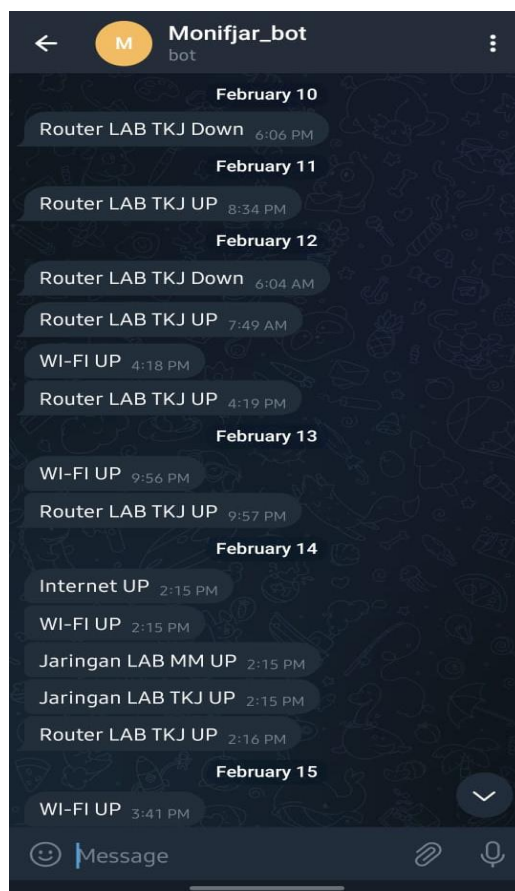 Monifjar_bot
M
bot
February 10
Router LAB TKJ Down 6:06 PM
February 11
Router LAB TKJ UP 8:34 PM
February 12
Router LAB TKJ Down 6:04 AM
Router LAB TKJ UP 7:49 AM
WI-FI UP 4:18 PM
Router LAB TKJ UP 4:19 PM
February 13
WI-FI UP 9:56 PM
Router LAB TKJ UP 9:57 PM
February 14
Internet UP 2:15 PM
WI-FI UP 2:15 PM
Jaringan LAB MM UP 2:15 PM
Jaringan LAB TKJ UP 2:15 PM
Router LAB TKJ UP 2:16 PM
February 15
WI-FI UP 3:41 PM
Message